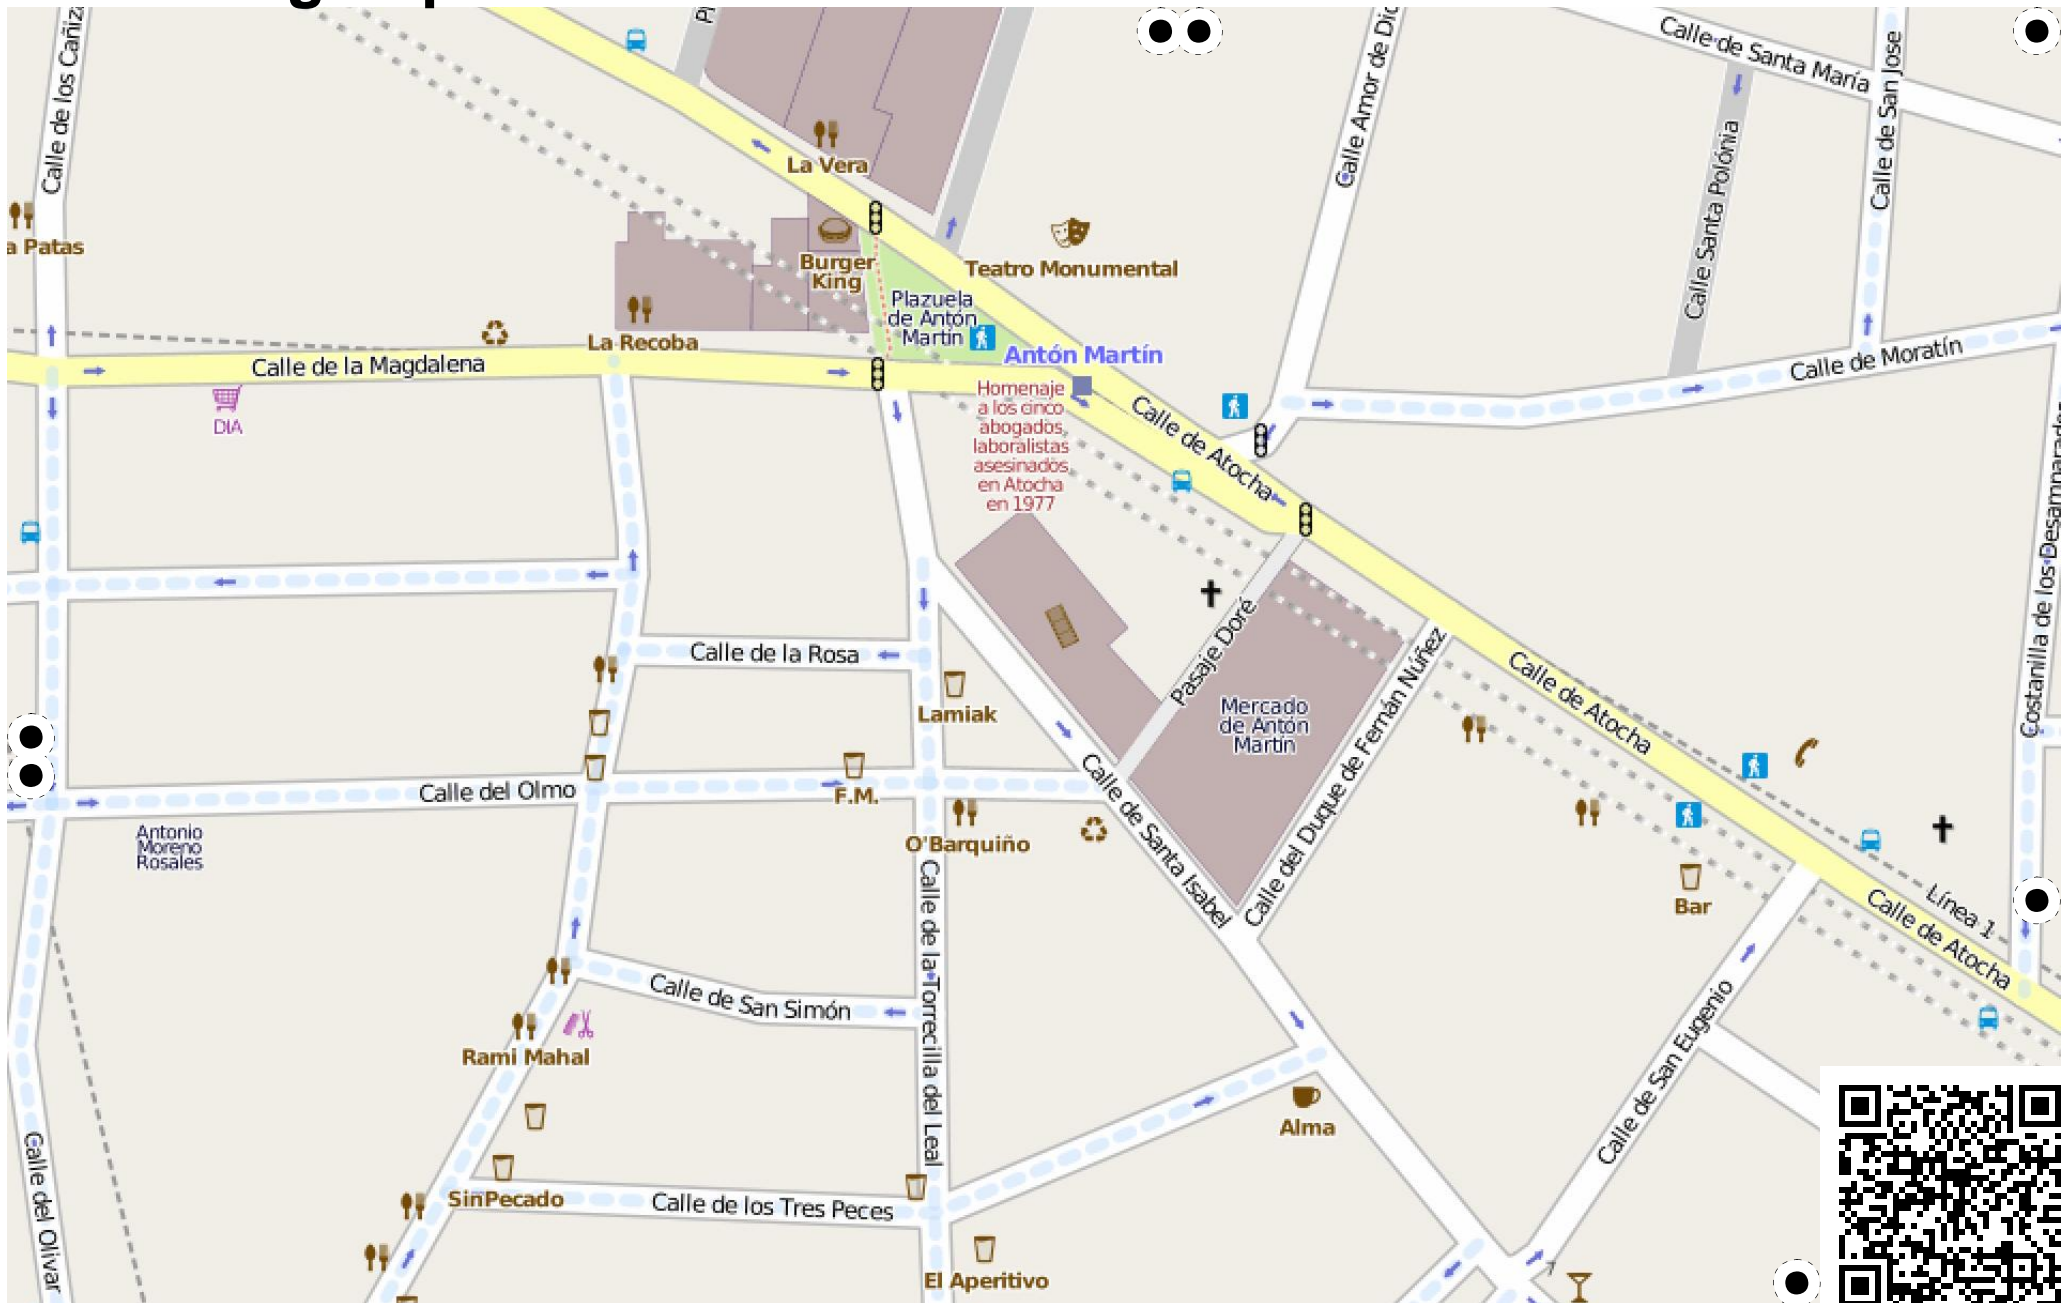 Calle de los Cañiz
Calle Amor de Dio
Calle de Santa María
Calle de San Jose
Calle Santa Polónia
La Vera
a Patas
Burger
King
Teatro Monumental
Plazuela
de Antón
Martín
La Recoba
Antón Martín
Calle de la Magdalena
Calle de Moratín
DIA
Homenaje
a los cinco
abogados
laboralistas
asesinados
en Atocha
en 1977
Calle de Atocha
Costanilla de los Desamparados
Calle de la Rosa
Pasaje Doré
Lamiak
Mercado
de Antón
Martín
Calle del Duque de Fernán Núñez
Calle de Atocha
Calle del Olmo
F.M.
Calle de Santa Isabel
Antonio
Moreno
Rosales
O'Barquiño
Bar
Línea 1
Calle de Atocha
Calle de la Torrecilla del Leal
Calle de San Simón
Rami Mahal
Calle de San Eugenio
Alma
Calle del Olivar
SinPecado
Calle de los Tres Peces
El Aperitivo